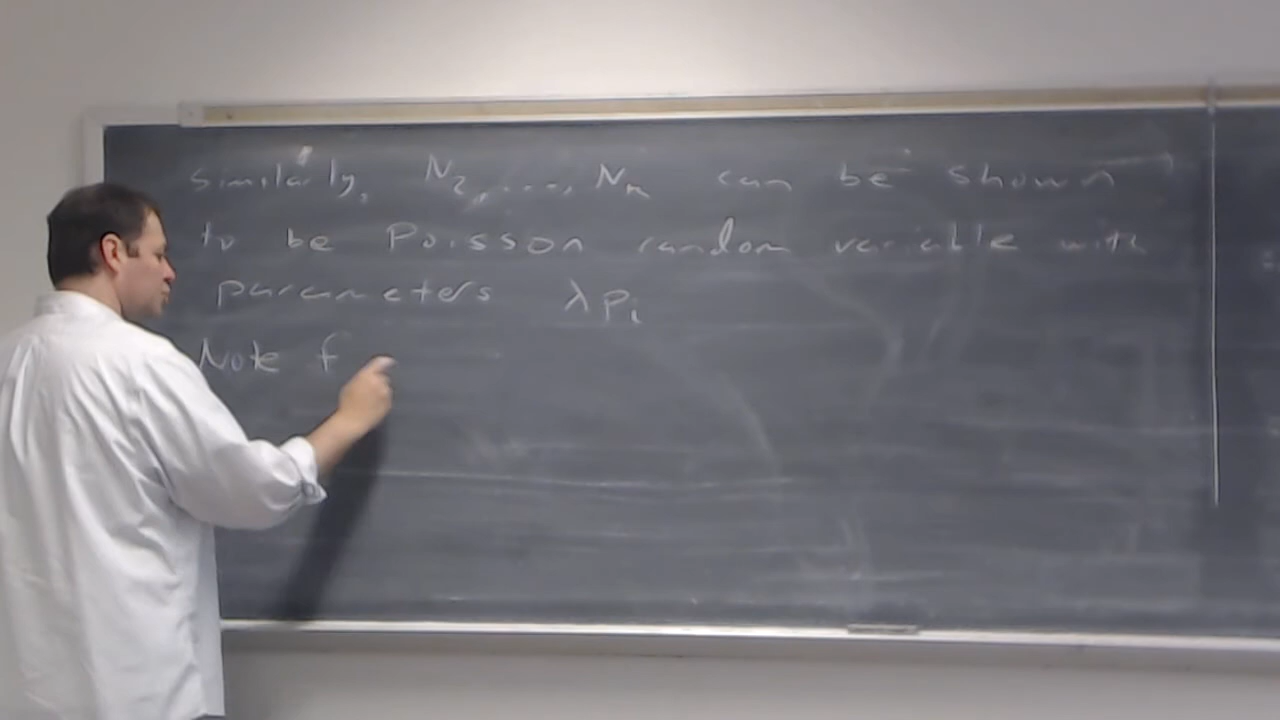 Similarly, N2, ..., Nm can be shown
to be Poisson random variable with
parameters λpi
Note f